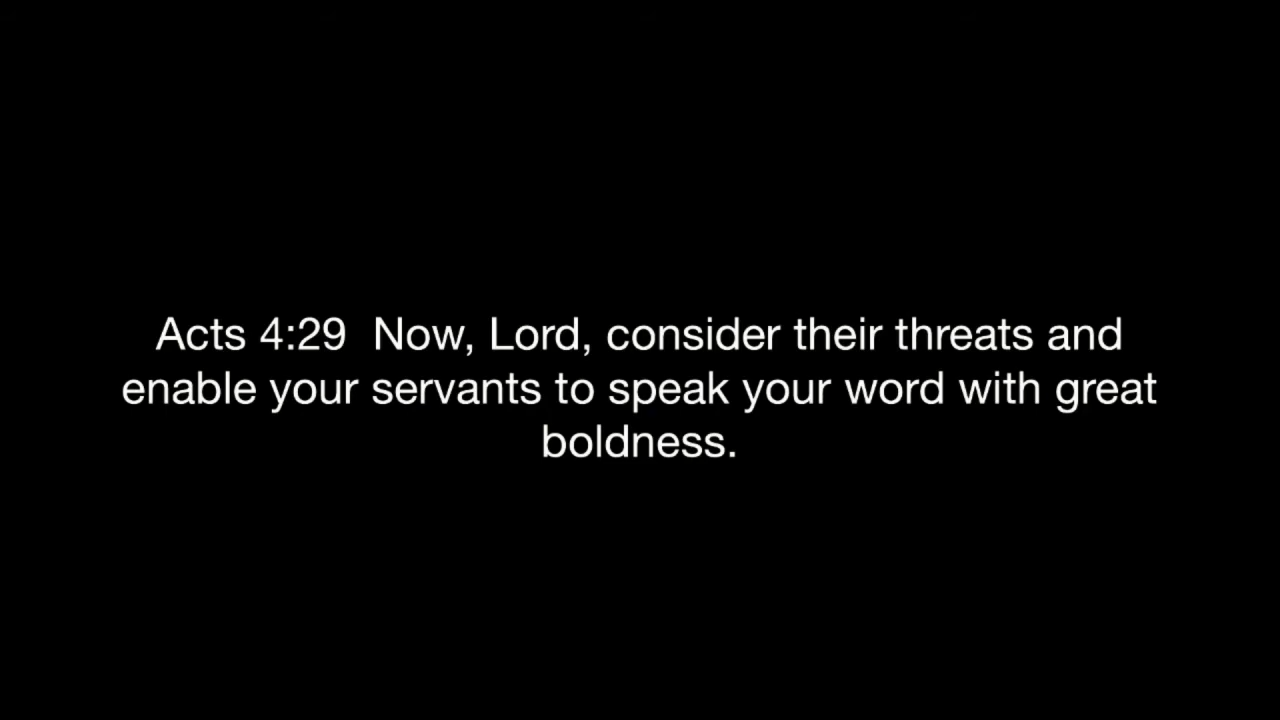 Acts 4:29  Now, Lord, consider their threats and
enable your servants to speak your word with great
boldness.